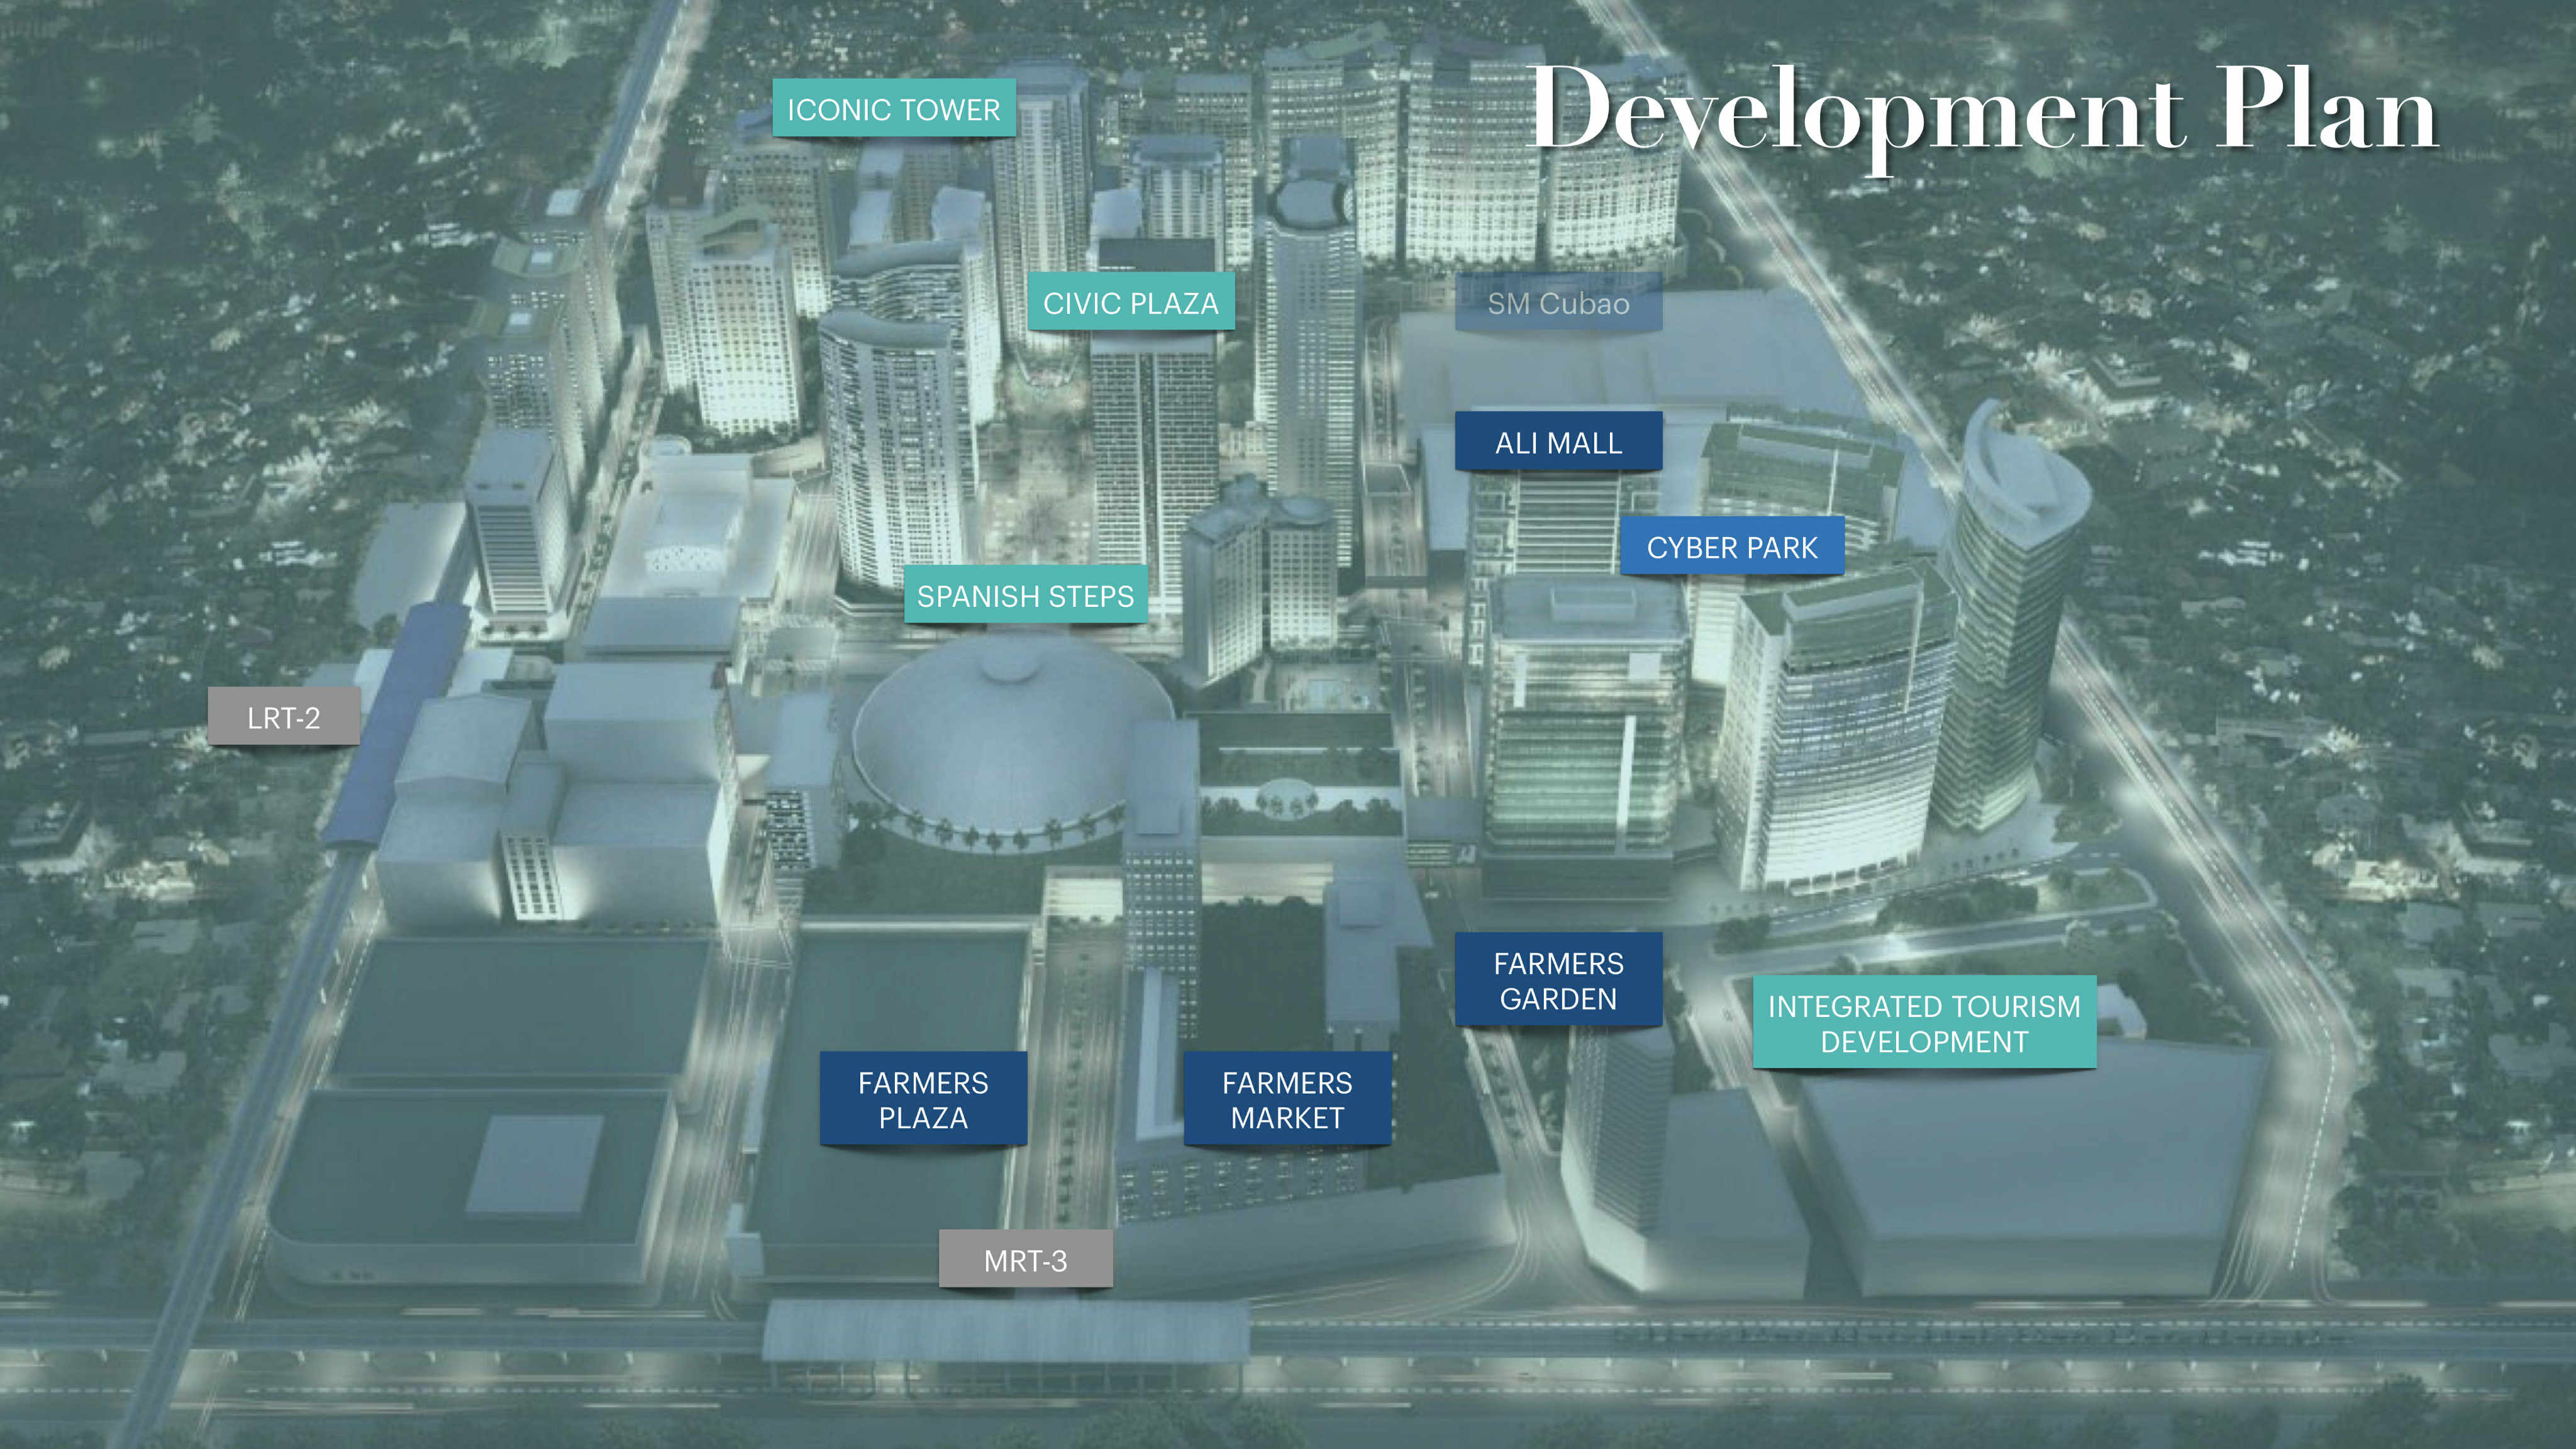 Development Plan
ICONIC TOWER
CIVIC PLAZA
SM Cubao
ALI MALL
CYBER PARK
SPANISH STEPS
LRT-2
FARMERS
GARDEN
INTEGRATED TOURISM
DEVELOPMENT
FARMERS
PLAZA
FARMERS
MARKET
MRT-3